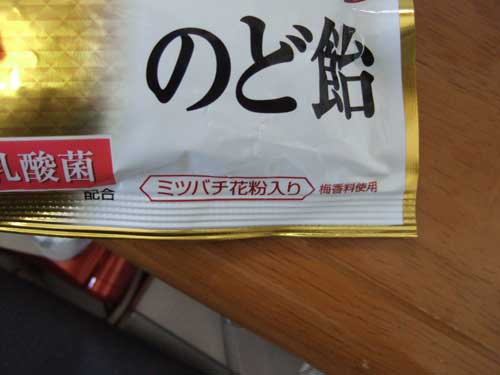 のど飴
乳酸菌
配合
ミツバチ花粉入り
梅香料使用